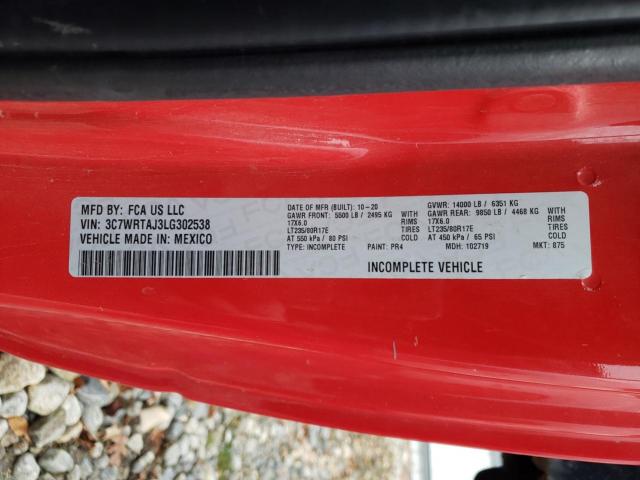 MFD BY: FCA US LLC
VIN: 3C7WRTAJ3LG302538
VEHICLE MADE IN: MEXICO
DATE OF MFR (BUILT): 10-20
GAWR FRONT: 5500 LB / 2495 KG WITH
17X6.0 RIMS
LT235/80R17E TIRES
AT 550 kPa / 80 PSI COLD
TYPE: INCOMPLETE PAINT: PR4
GVWR: 14000 LB / 6351 KG
GAWR REAR: 9850 LB / 4468 KG WITH
17X6.0 RIMS
LT235/80R17E TIRES
AT 450 kPa / 65 PSI COLD
MDH: 102719 MKT: 875
INCOMPLETE VEHICLE